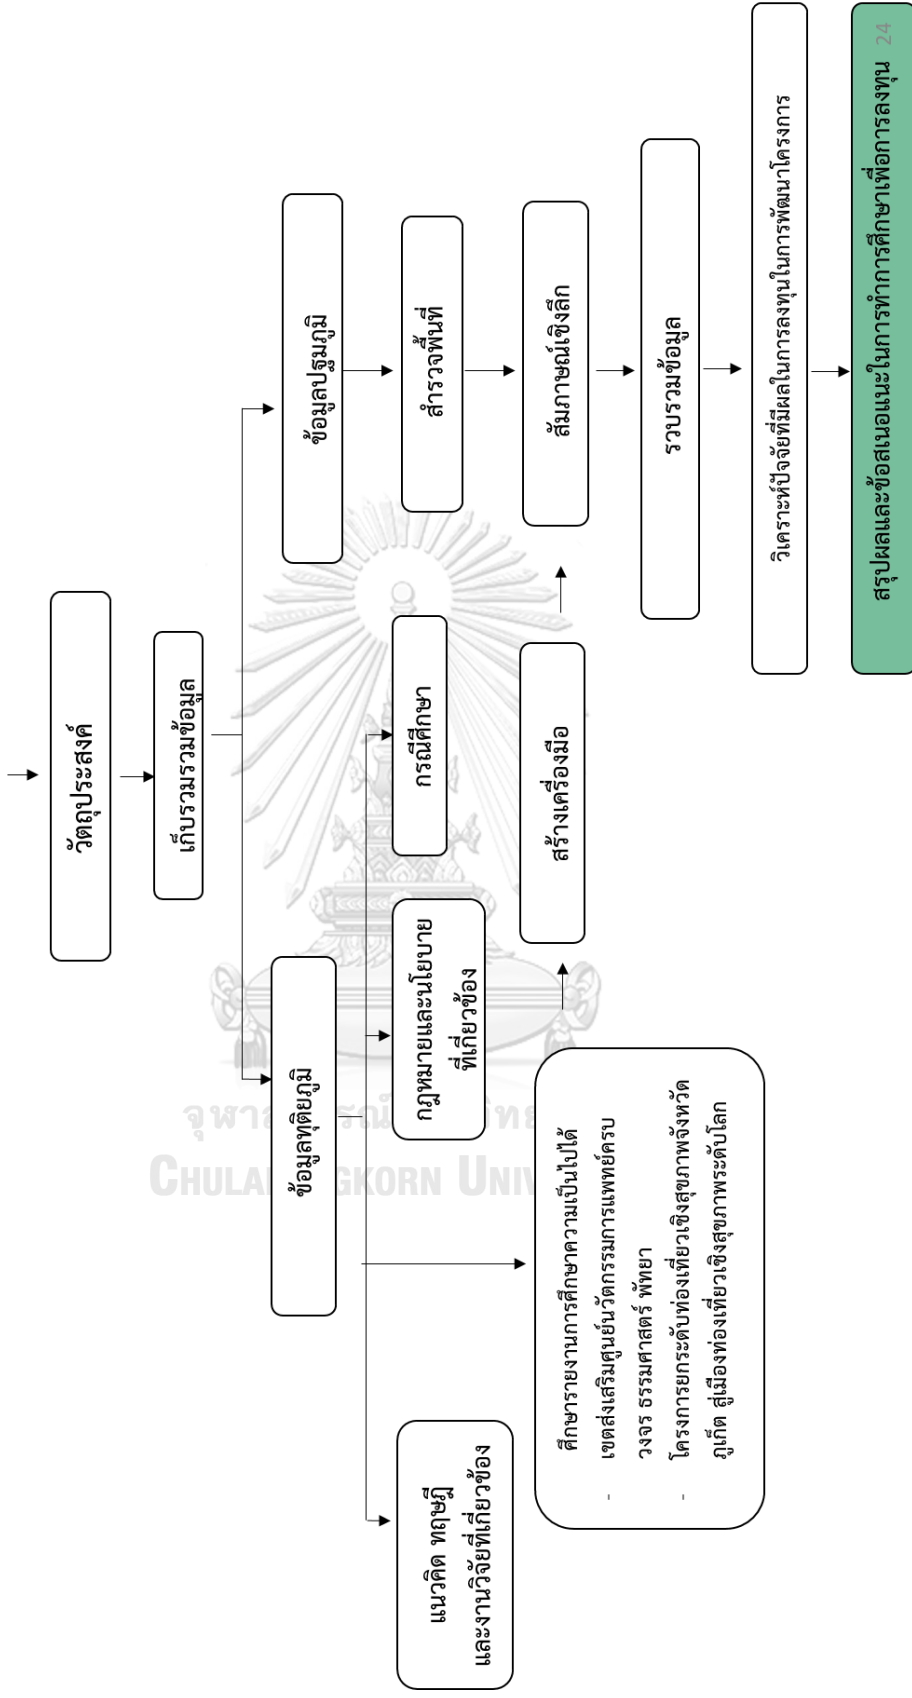 วัตถุประสงค์
เก็บรวมรวมข้อมูล
ข้อมูลทุติยภูมิ
ข้อมูลปฐมภูมิ
แนวคิด ทฤษฎี
และงานวิจัยที่เกี่ยวข้อง
กฎหมายและนโยบาย
ที่เกี่ยวข้อง
กรณีศึกษา
สำรวจพื้นที่
ศึกษารายงานการศึกษาความเป็นไปได้
- เขตส่งเสริมศูนย์นวัตกรรมการแพทย์ครบ
วงจร ธรรมศาสตร์ พัทยา
- โครงการยกระดับท่องเที่ยวเชิงสุขภาพจังหวัด
ภูเก็ต สู่เมืองท่องเที่ยวเชิงสุขภาพระดับโลก
สร้างเครื่องมือ
สัมภาษณ์เชิงลึก
รวบรวมข้อมูล
วิเคราะห์ปัจจัยที่มีผลในการลงทุนในการพัฒนาโครงการ
สรุปผลและข้อสเนอแนะในการทำการศึกษาเพื่อการลงทุน 24